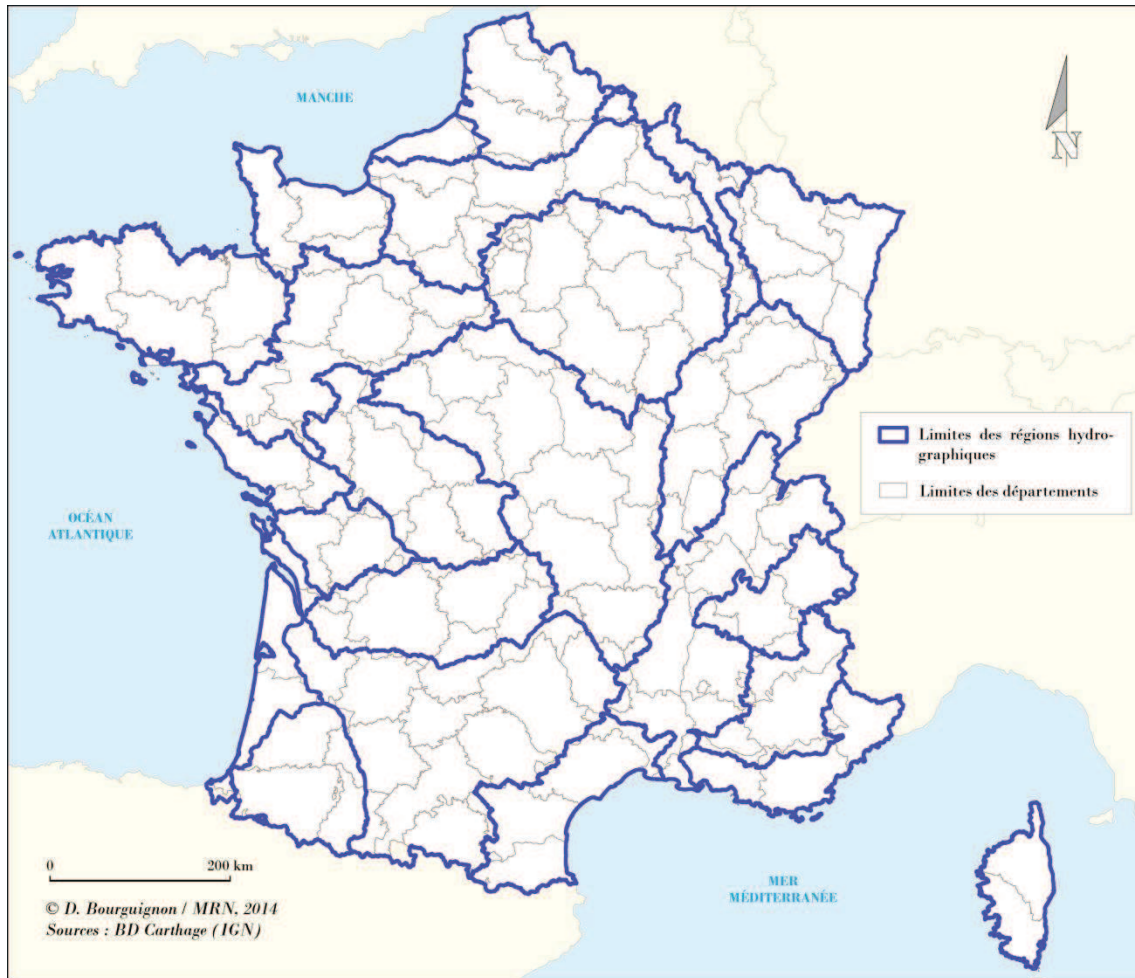 MANCHE
N
Limites des régions hydro-
graphiques
Limites des départements
OCÉAN
ATLANTIQUE
0 200 km
MER
MÉDITERRANÉE
© D. Bourguignon / MRN, 2014
Sources : BD Carthage (IGN)